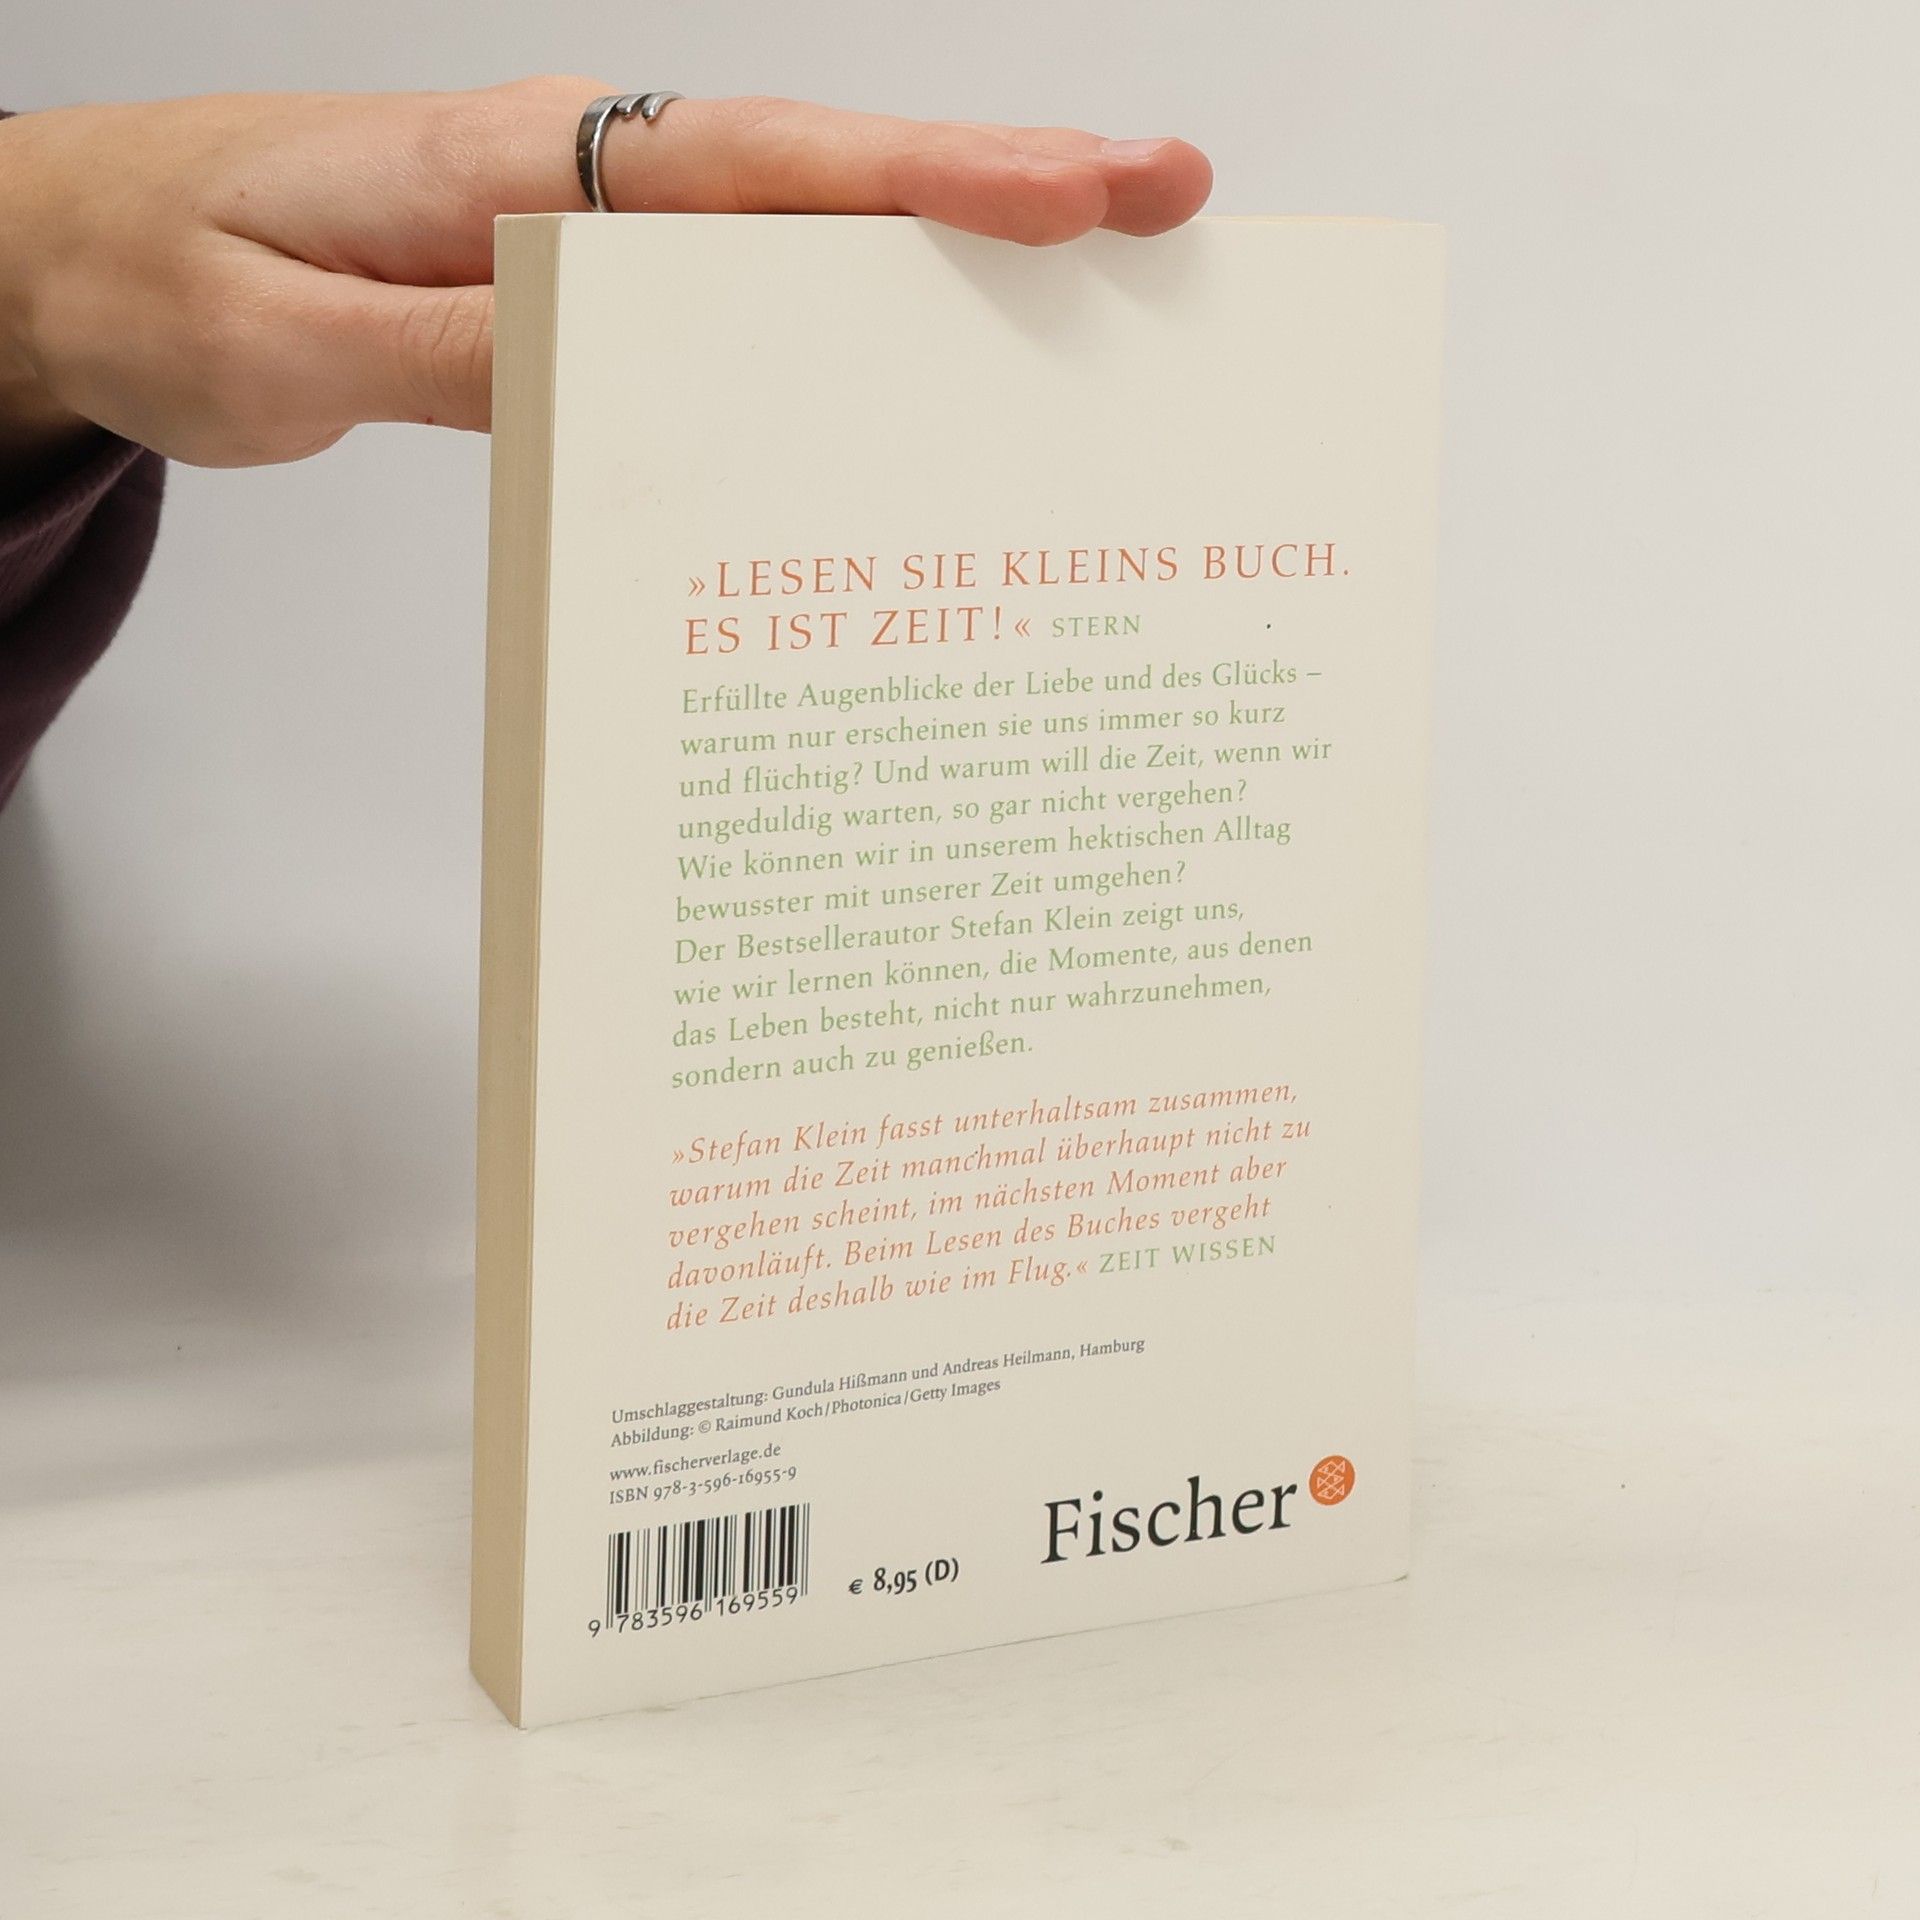 »LESEN SIE KLEINS BUCH.
ES IST ZEIT!« STERN
Erfüllte Augenblicke der Liebe und des Glücks –
warum nur erscheinen sie uns immer so kurz
und flüchtig? Und warum will die Zeit, wenn wir
ungeduldig warten, so gar nicht vergehen?
Wie können wir in unserem hektischen Alltag
bewusster mit unserer Zeit umgehen?
Der Bestsellerautor Stefan Klein zeigt uns,
wie wir lernen können, die Momente, aus denen
das Leben besteht, nicht nur wahrzunehmen,
sondern auch zu genießen.
»Stefan Klein fasst unterhaltsam zusammen,
warum die Zeit manchmal überhaupt nicht zu
vergehen scheint, im nächsten Moment aber
davonläuft. Beim Lesen des Buches vergeht
die Zeit deshalb wie im Flug.« ZEIT WISSEN
Umschlaggestaltung: Gundula Hißmann und Andreas Heilmann, Hamburg
Abbildung: © Raimund Koch/Photonica/Getty Images
www.fischerverlage.de
ISBN 978-3-596-16955-9
9 783596 169559
€ 8,95 (D)
Fischer